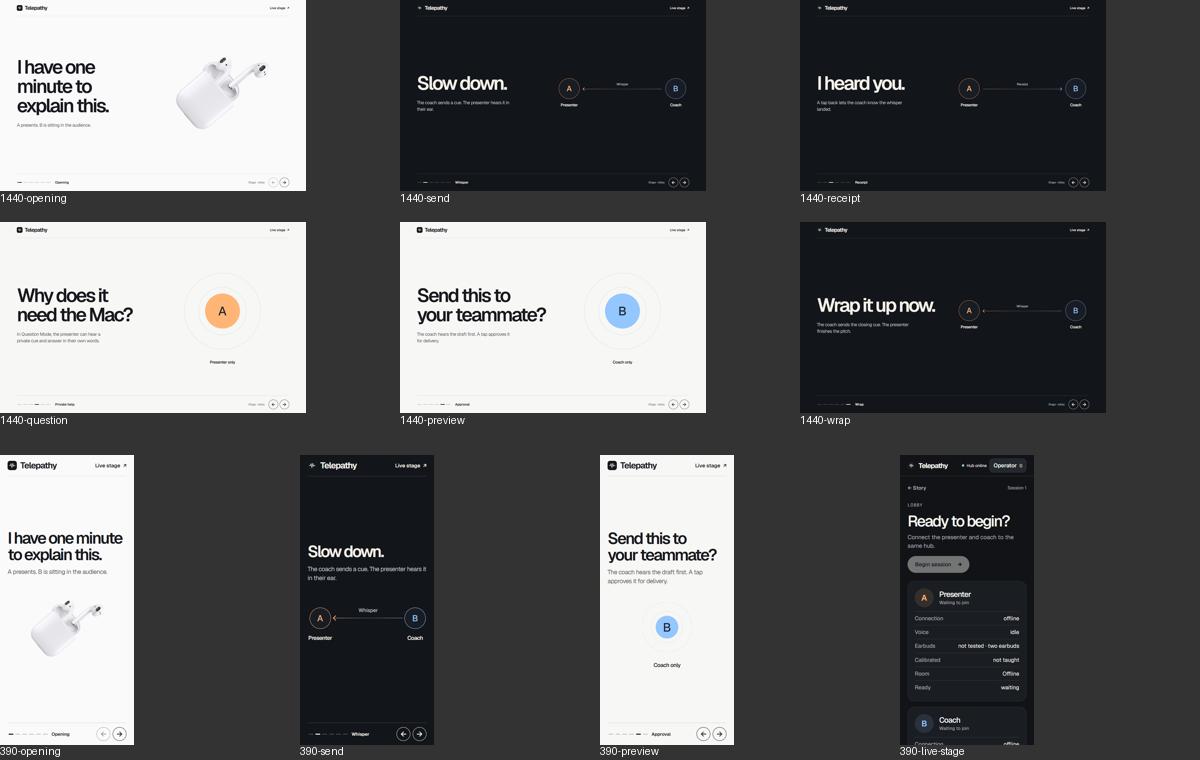 Telepathy
Live stage ↗
I have one
minute to
explain this.
A presents. B is sitting in the audience.
Opening
1440-opening
Telepathy
Live stage ↗
Slow down.
The coach sends a cue. The presenter hears it in
their ear.
Whisper
A
B
Presenter
Coach
Whisper
1440-send
Telepathy
Live stage ↗
I heard you.
A tap back lets the coach know the whisper
landed.
Receipt
A
B
Presenter
Coach
Receipt
1440-receipt
Telepathy
Live stage ↗
Why does it
need the Mac?
In Question Mode, the presenter can hear a
private cue and answer in their own words.
A
Presenter only
Private help
1440-question
Telepathy
Live stage ↗
Send this to
your teammate?
The coach hears the draft first. A tap approves it
for delivery.
B
Coach only
Approval
1440-preview
Telepathy
Live stage ↗
Wrap it up now.
The coach sends the closing cue. The presenter
finishes the pitch.
Whisper
A
B
Presenter
Coach
Wrap
1440-wrap
Telepathy
Live stage ↗
I have one minute
to explain this.
A presents. B is sitting in the audience.
Opening
390-opening
Telepathy
Live stage ↗
Slow down.
The coach sends a cue. The presenter hears it
in their ear.
Whisper
A
B
Presenter
Coach
Whisper
390-send
Telepathy
Live stage ↗
Send this to
your teammate?
The coach hears the draft first. A tap
approves it for delivery.
B
Coach only
Approval
390-preview
Telepathy
Hub online
Operator
← Story
Session 1
LOBBY
Ready to begin?
Connect the presenter and coach to the
same hub.
Begin session →
A
Presenter
Waiting to join
Connection offline
Voice idle
Earbuds not tested · two earbuds
Calibrated not taught
Room Offline
Ready waiting
B
Coach
Waiting to join
Connection offline
390-live-stage